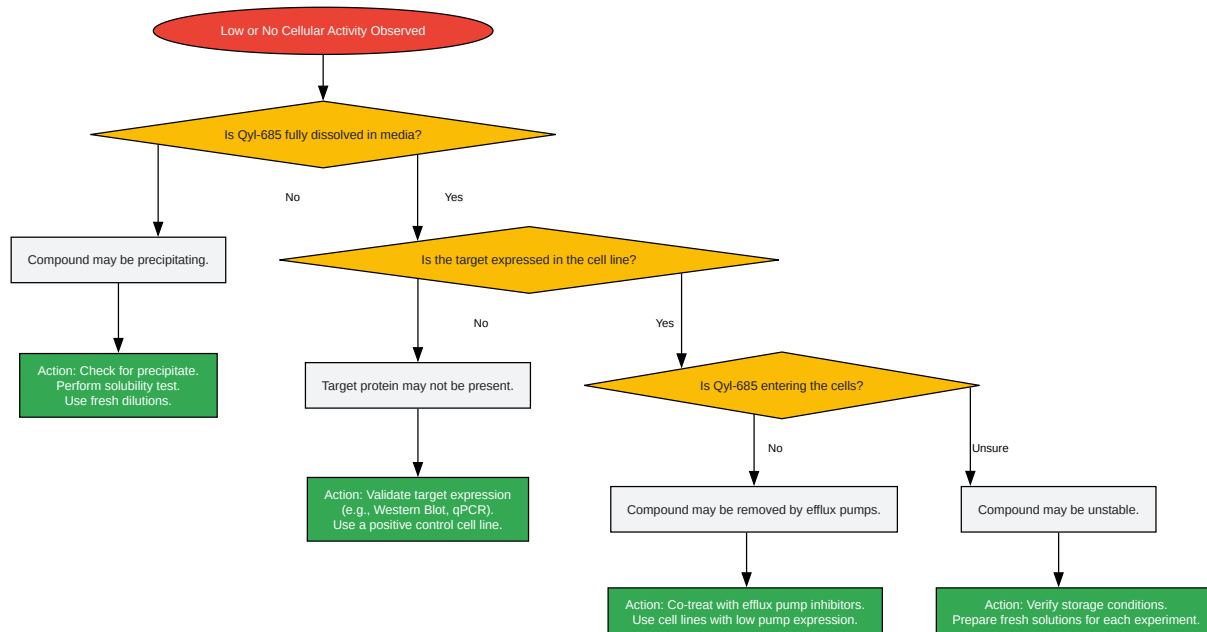 Low or No Cellular Activity Observed
Is Qyl-685 fully dissolved in media?
No
Yes
Compound may be precipitating.
Is the target expressed in the cell line?
Action: Check for precipitate.
Perform solubility test.
Use fresh dilutions.
No
Yes
Target protein may not be present.
Is Qyl-685 entering the cells?
Action: Validate target expression
(e.g., Western Blot, qPCR).
Use a positive control cell line.
No
Unsure
Compound may be removed by efflux pumps.
Compound may be unstable.
Action: Co-treat with efflux pump inhibitors.
Use cell lines with low pump expression.
Action: Verify storage conditions.
Prepare fresh solutions for each experiment.